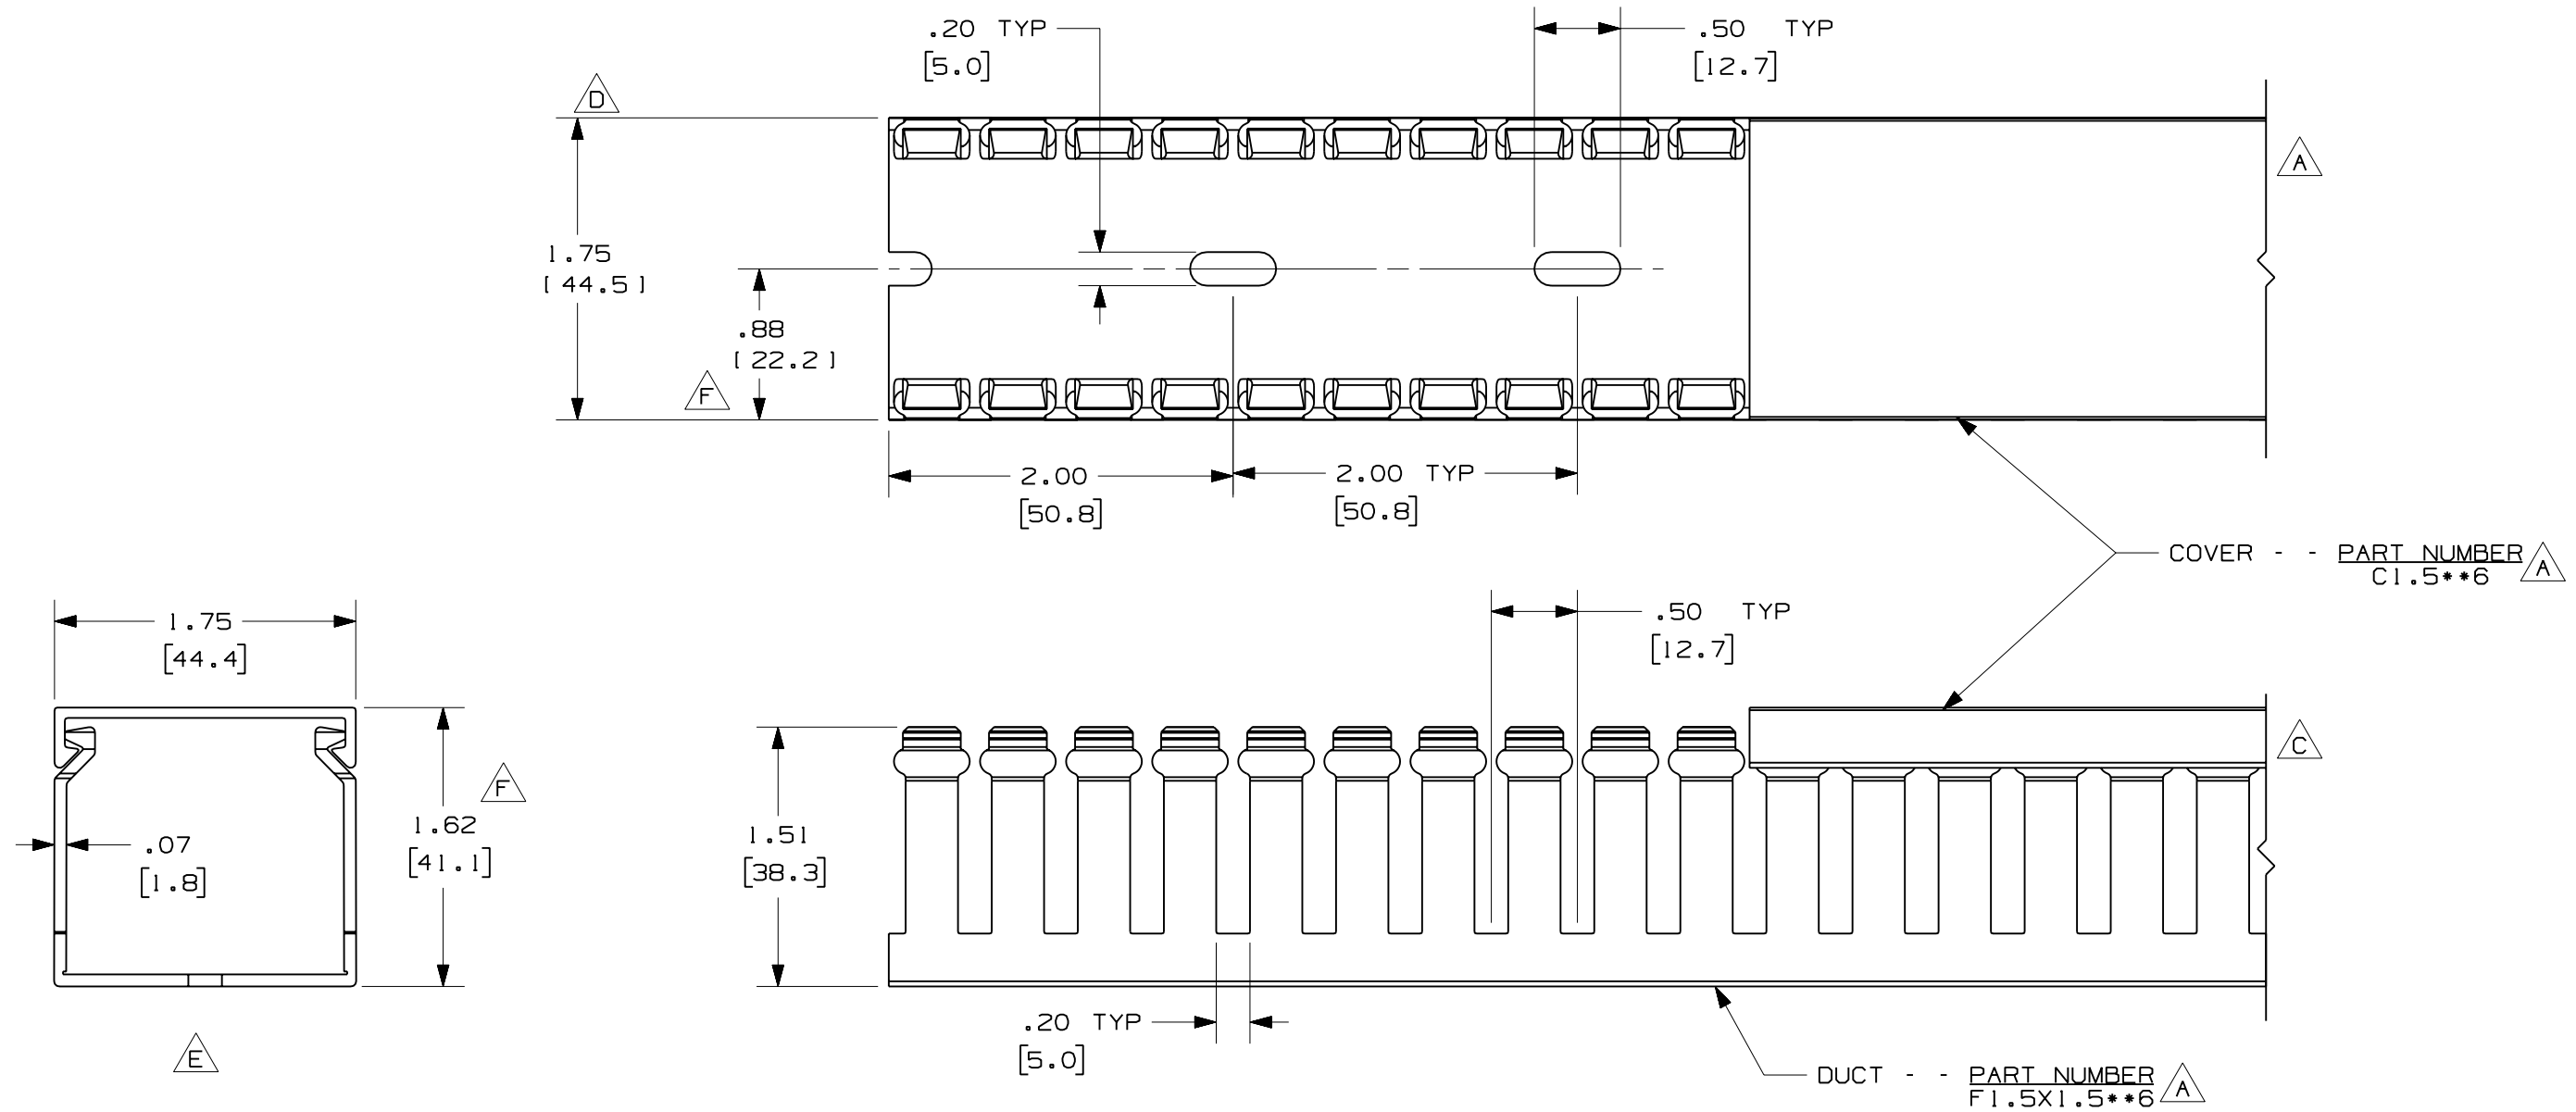 .20 TYP
[5.0]
.50 TYP
[12.7]
D
A
1.75
[44.5]
.88
[22.2]
F
2.00
[50.8]
2.00 TYP
[50.8]
COVER - - PART NUMBER
C1.5**6
A
1.75
[44.4]
.50 TYP
[12.7]
C
F
1.62
[41.1]
.07
[1.8]
1.51
[38.3]
.20 TYP
[5.0]
E
DUCT - - PART NUMBER
F1.5X1.5**6
A